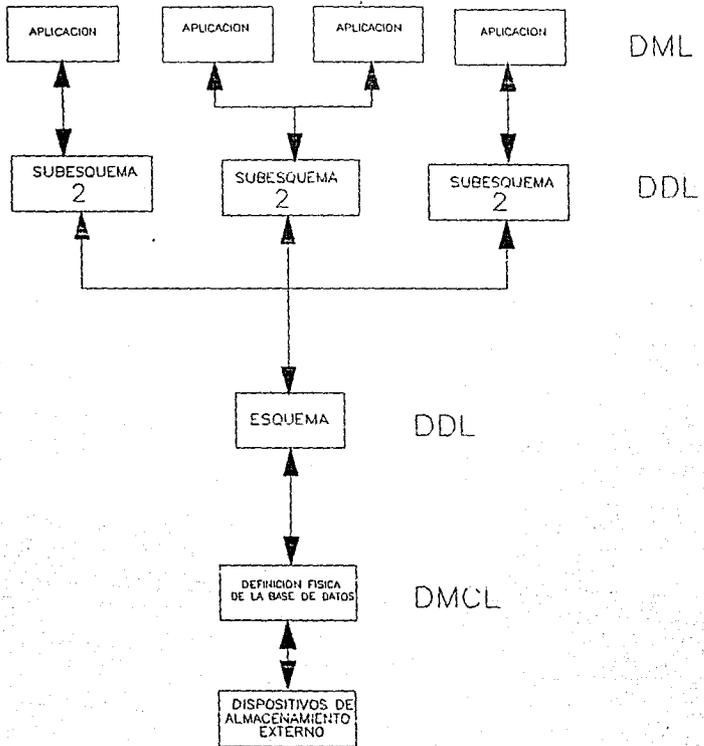 APLICACION
APLICACION
APLICACION
APLICACION
DML
SUBESQUEMA
2
SUBESQUEMA
2
SUBESQUEMA
2
DDL
ESQUEMA
DDL
DEFINICION FISICA
DE LA BASE DE DATOS
DMCL
DISPOSITIVOS DE
ALMACENAMIENTO
EXTERNO